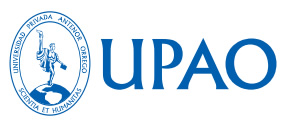 UNIVERSIDAD PRIVADA ANTENOR ORREGO
SCIENTIA ET HUMANITAS
UPAO